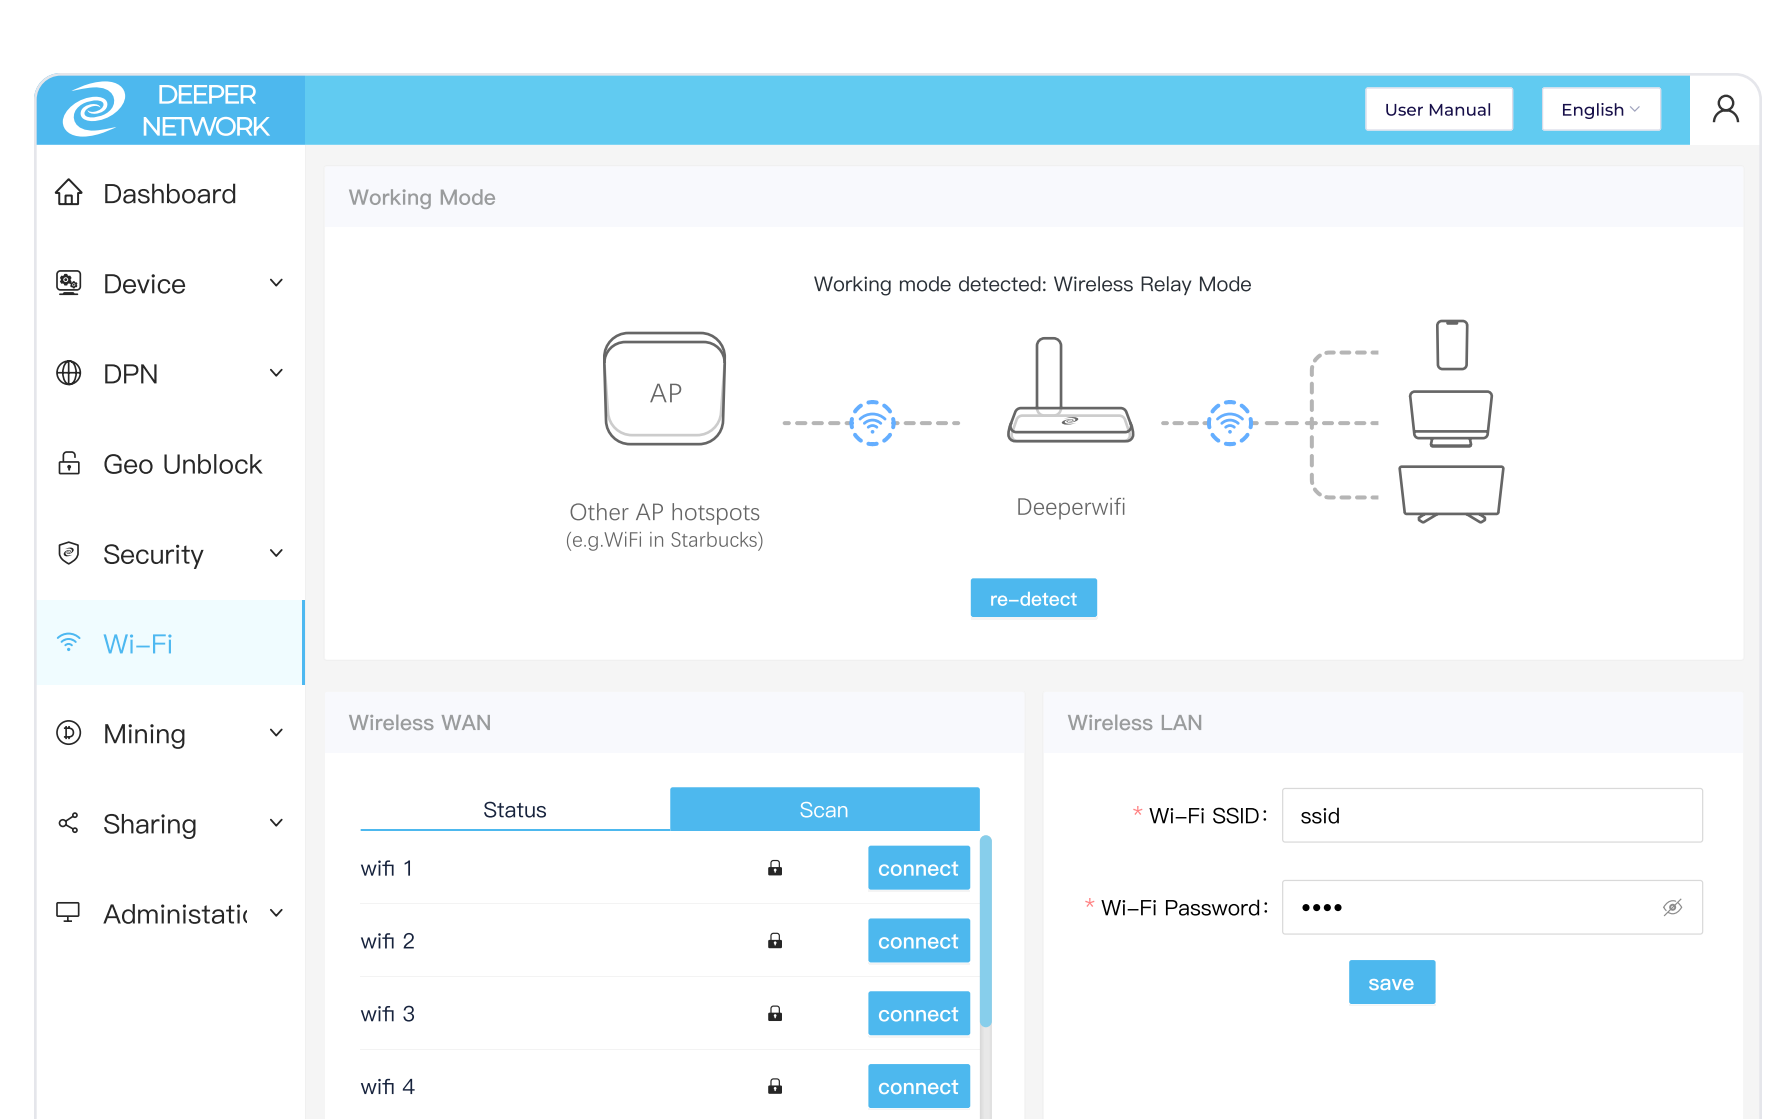 DEEPER
NETWORK
User Manual
English
Dashboard
Device
DPN
Geo Unblock
Security
Wi–Fi
Mining
Sharing
Administatic
Working Mode
Working mode detected: Wireless Relay Mode
AP
Other AP hotspots
(e.g.WiFi in Starbucks)
Deeperwifi
re–detect
Wireless WAN
Status
Scan
wifi 1
connect
wifi 2
connect
wifi 3
connect
wifi 4
connect
Wireless LAN
* Wi–Fi SSID:
ssid
* Wi–Fi Password:
••••
save